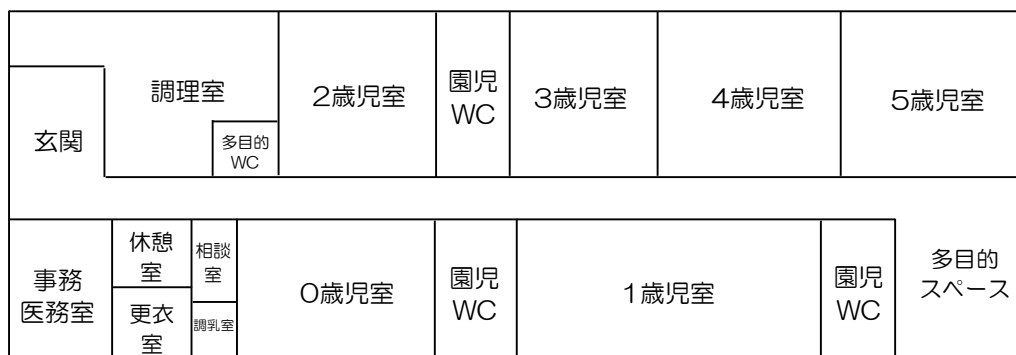 調理室
2歳児室
園児
WC
3歳児室
4歳児室
5歳児室
玄関
多目的
WC
事務
医務室
休憩
室
更衣
室
相談
室
調乳室
0歳児室
園児
WC
1歳児室
園児
WC
多目的
スペース